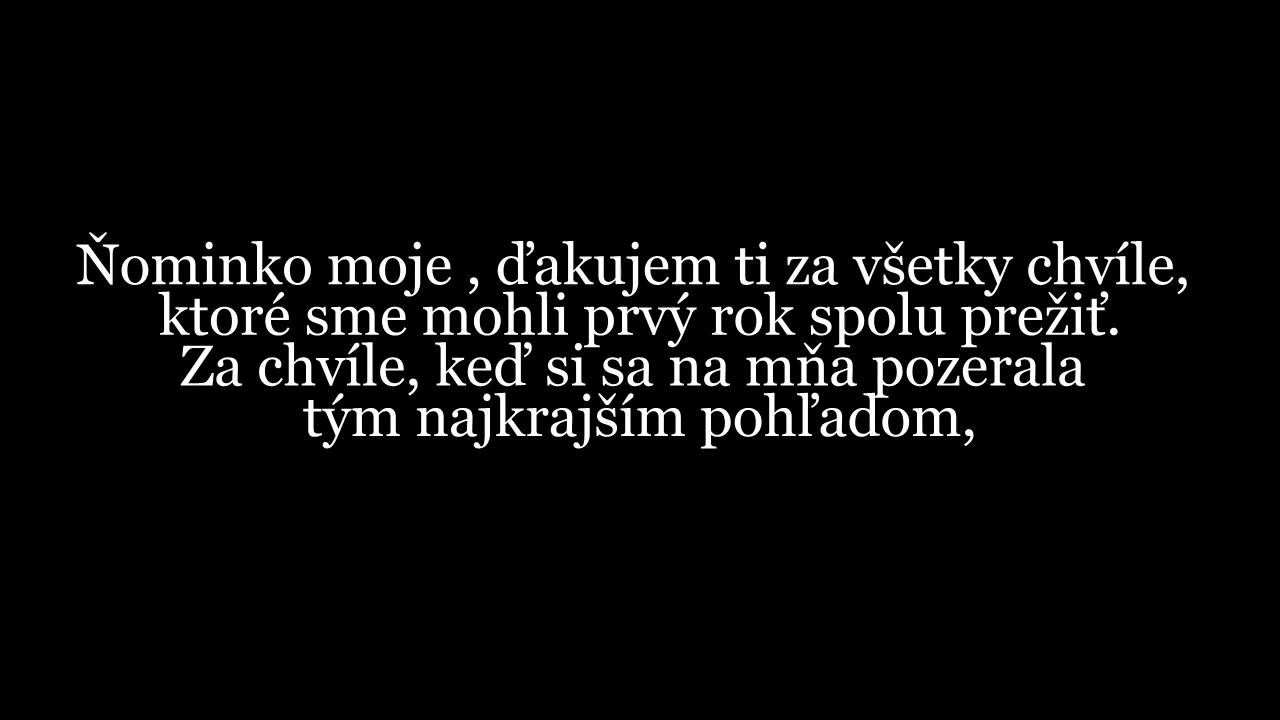 Ňominko moje , ďakujem ti za všetky chvíle,
ktoré sme mohli prvý rok spolu prežiť.
Za chvíle, keď si sa na mňa pozerala
tým najkrajším pohľadom,